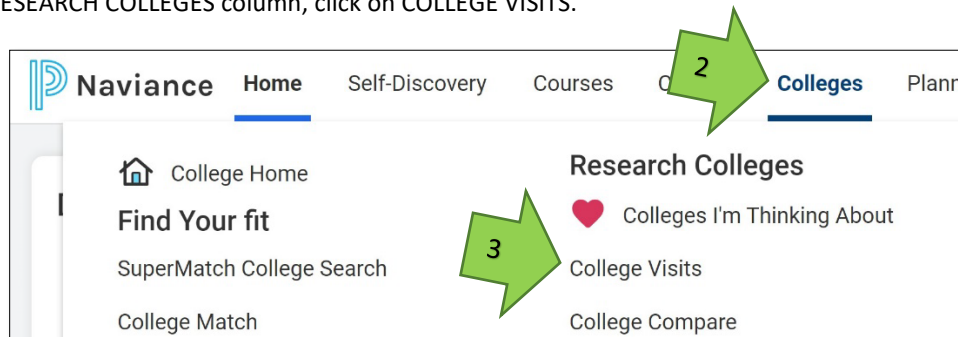 RESEARCH COLLEGES column, click on COLLEGE VISITS.
Naviance Home Self-Discovery Courses 2 Colleges
College Home
Research Colleges
Find Your fit
Colleges I'm Thinking About
3
SuperMatch College Search
College Visits
College Match
College Compare